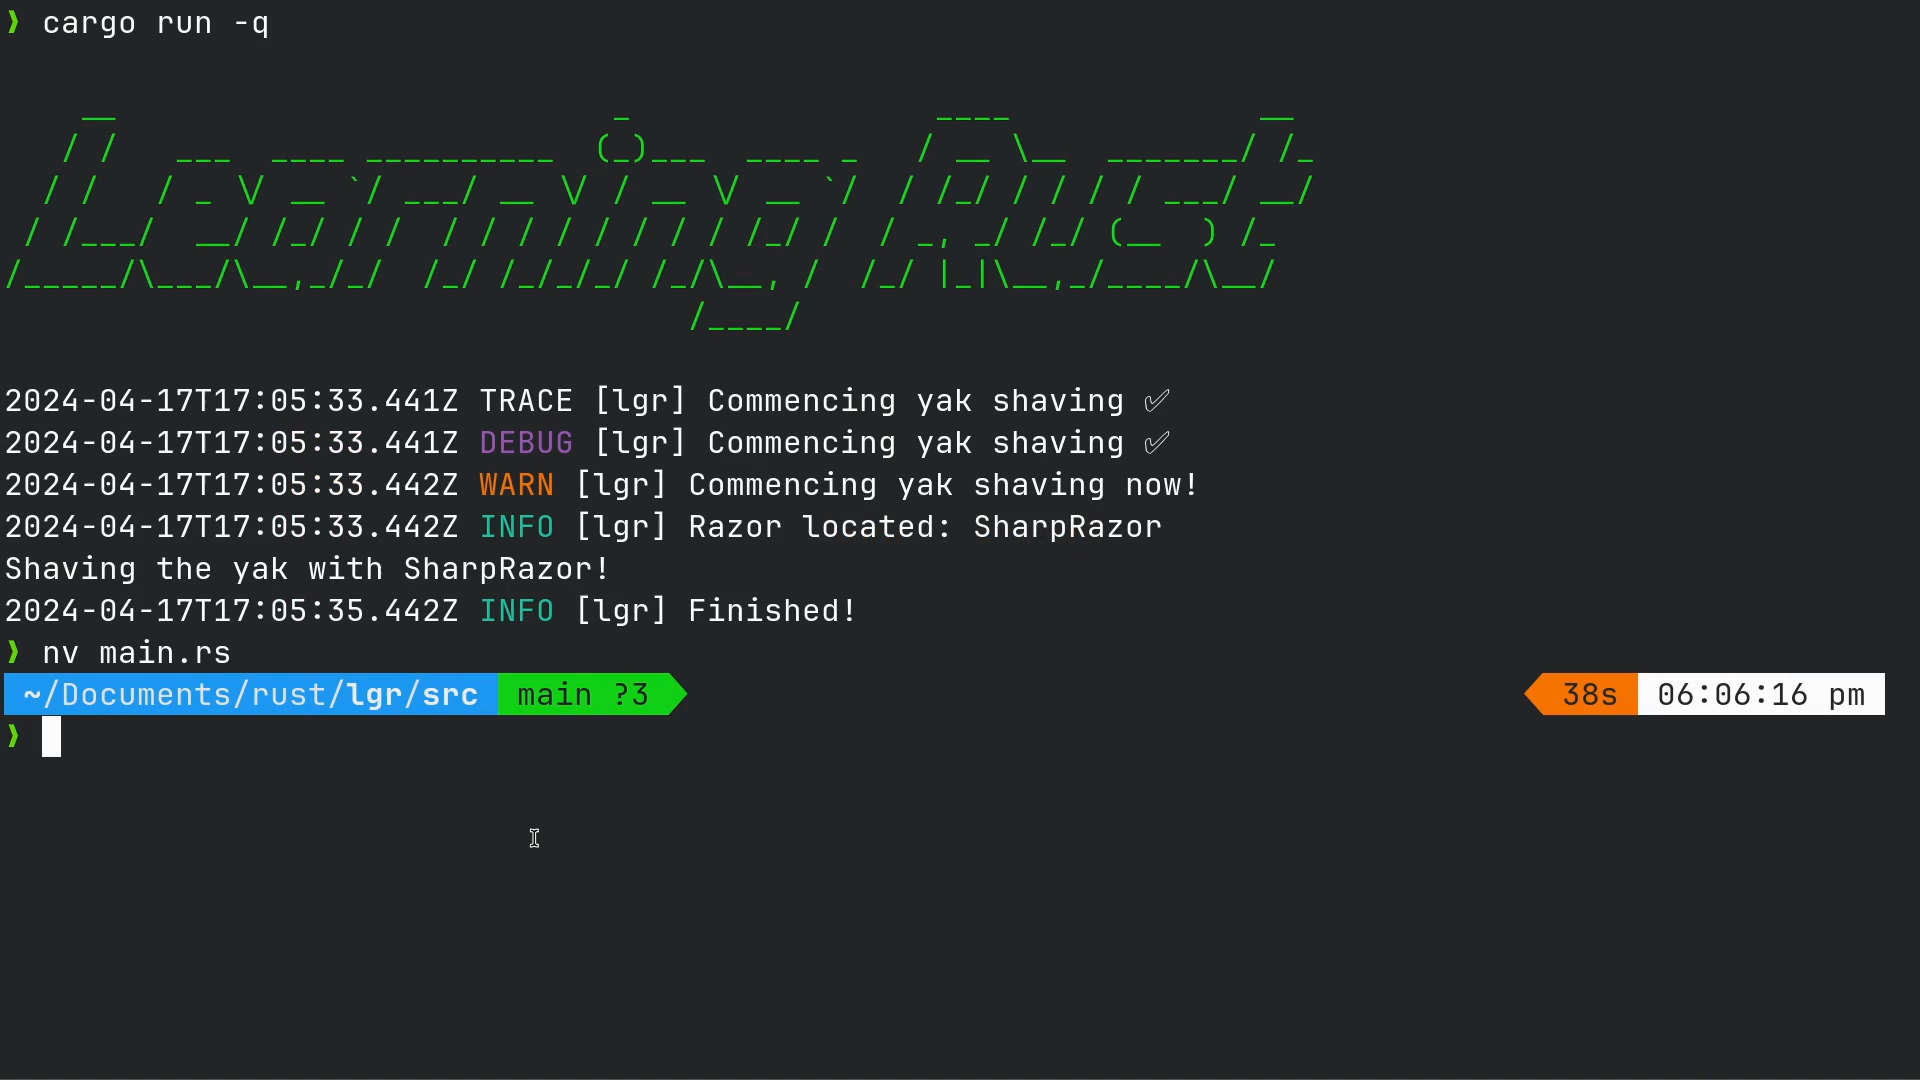 ❱ cargo run -q
Learning Rust
2024-04-17T17:05:33.441Z TRACE [lgr] Commencing yak shaving ✅
2024-04-17T17:05:33.441Z DEBUG [lgr] Commencing yak shaving ✅
2024-04-17T17:05:33.442Z WARN [lgr] Commencing yak shaving now!
2024-04-17T17:05:33.442Z INFO [lgr] Razor located: SharpRazor
Shaving the yak with SharpRazor!
2024-04-17T17:05:35.442Z INFO [lgr] Finished!
❱ nv main.rs
~/Documents/rust/lgr/src main ?3 38s 06:06:16 pm
❱